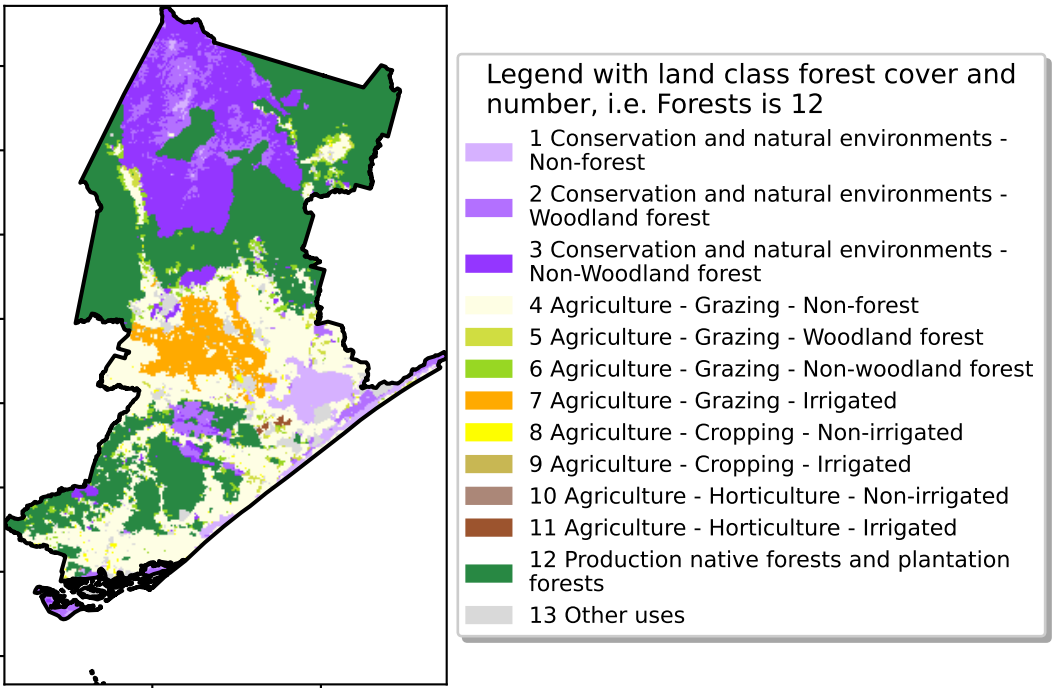 Legend with land class forest cover and
number, i.e. Forests is 12
1 Conservation and natural environments -
Non-forest
2 Conservation and natural environments -
Woodland forest
3 Conservation and natural environments -
Non-Woodland forest
4 Agriculture - Grazing - Non-forest
5 Agriculture - Grazing - Woodland forest
6 Agriculture - Grazing - Non-woodland forest
7 Agriculture - Grazing - Irrigated
8 Agriculture - Cropping - Non-irrigated
9 Agriculture - Cropping - Irrigated
10 Agriculture - Horticulture - Non-irrigated
11 Agriculture - Horticulture - Irrigated
12 Production native forests and plantation
forests
13 Other uses